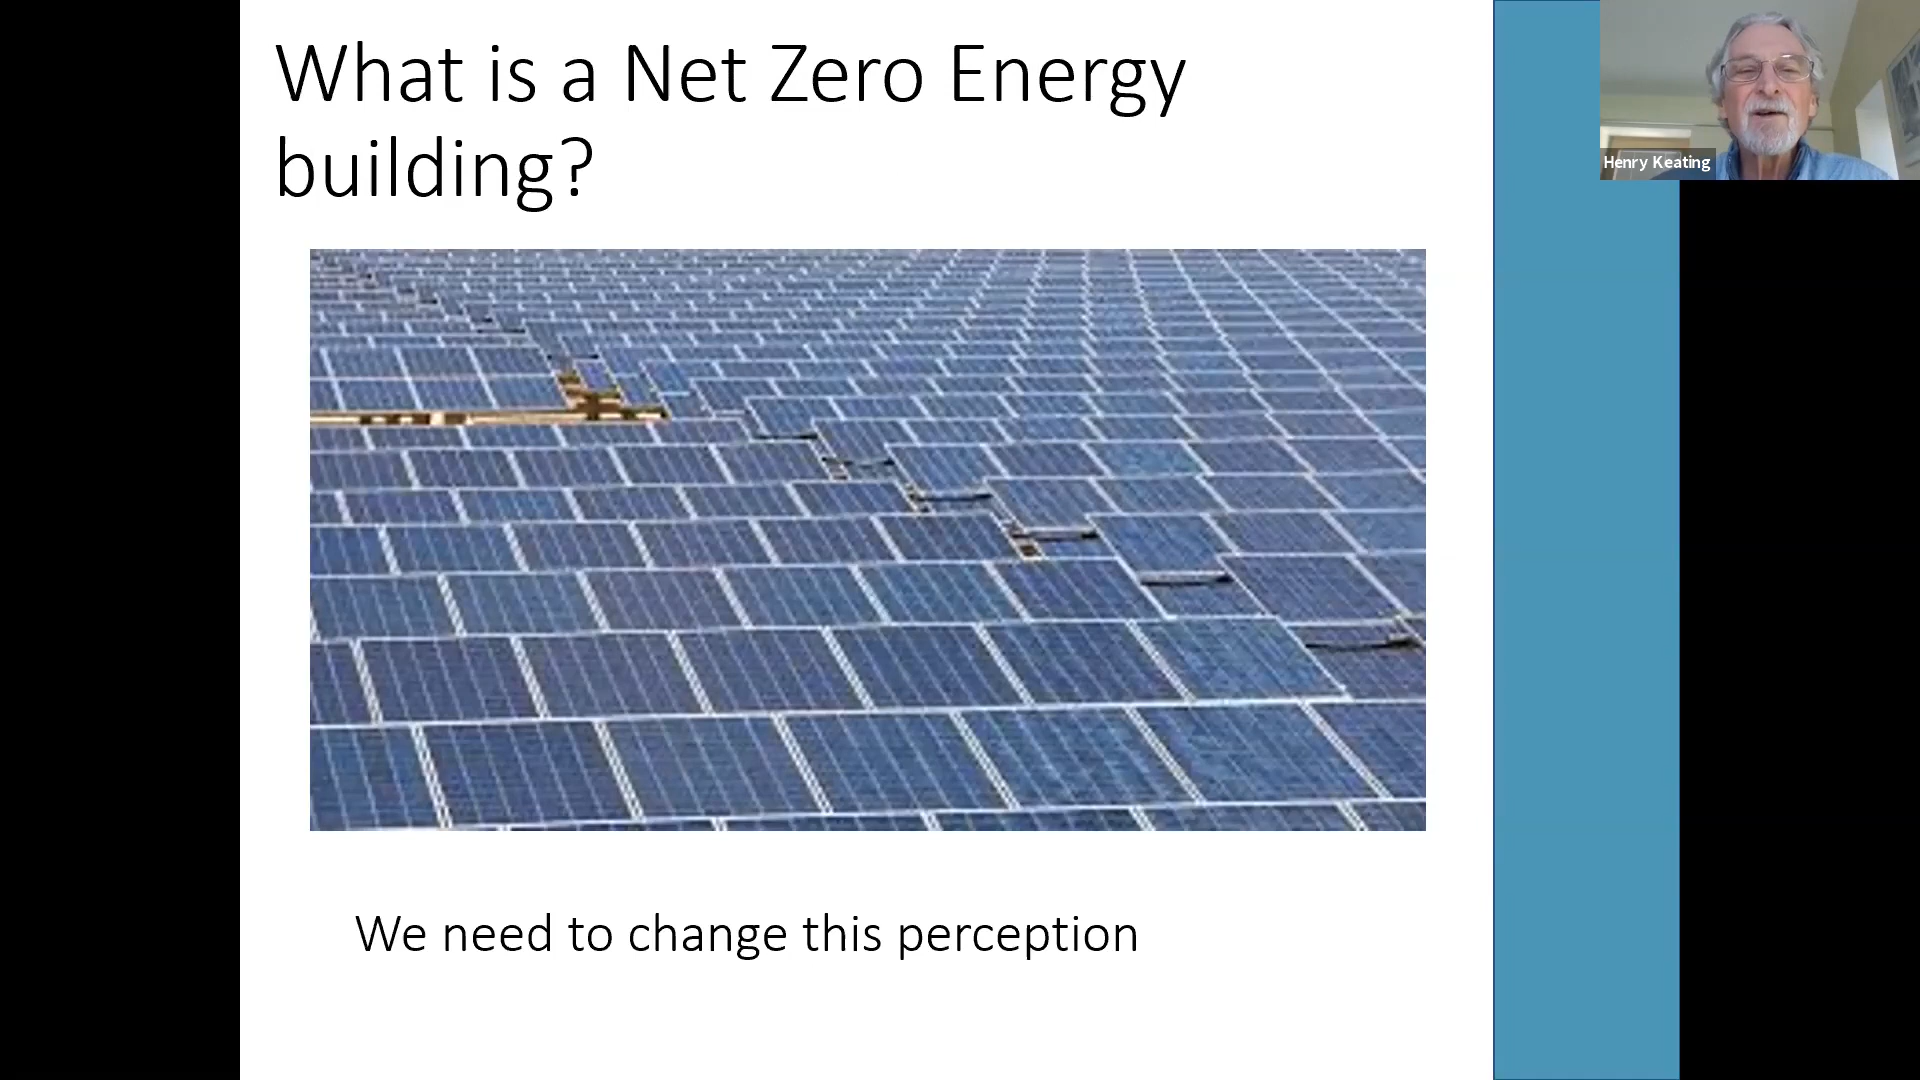 What is a Net Zero Energy
building?
Henry Keating
We need to change this perception